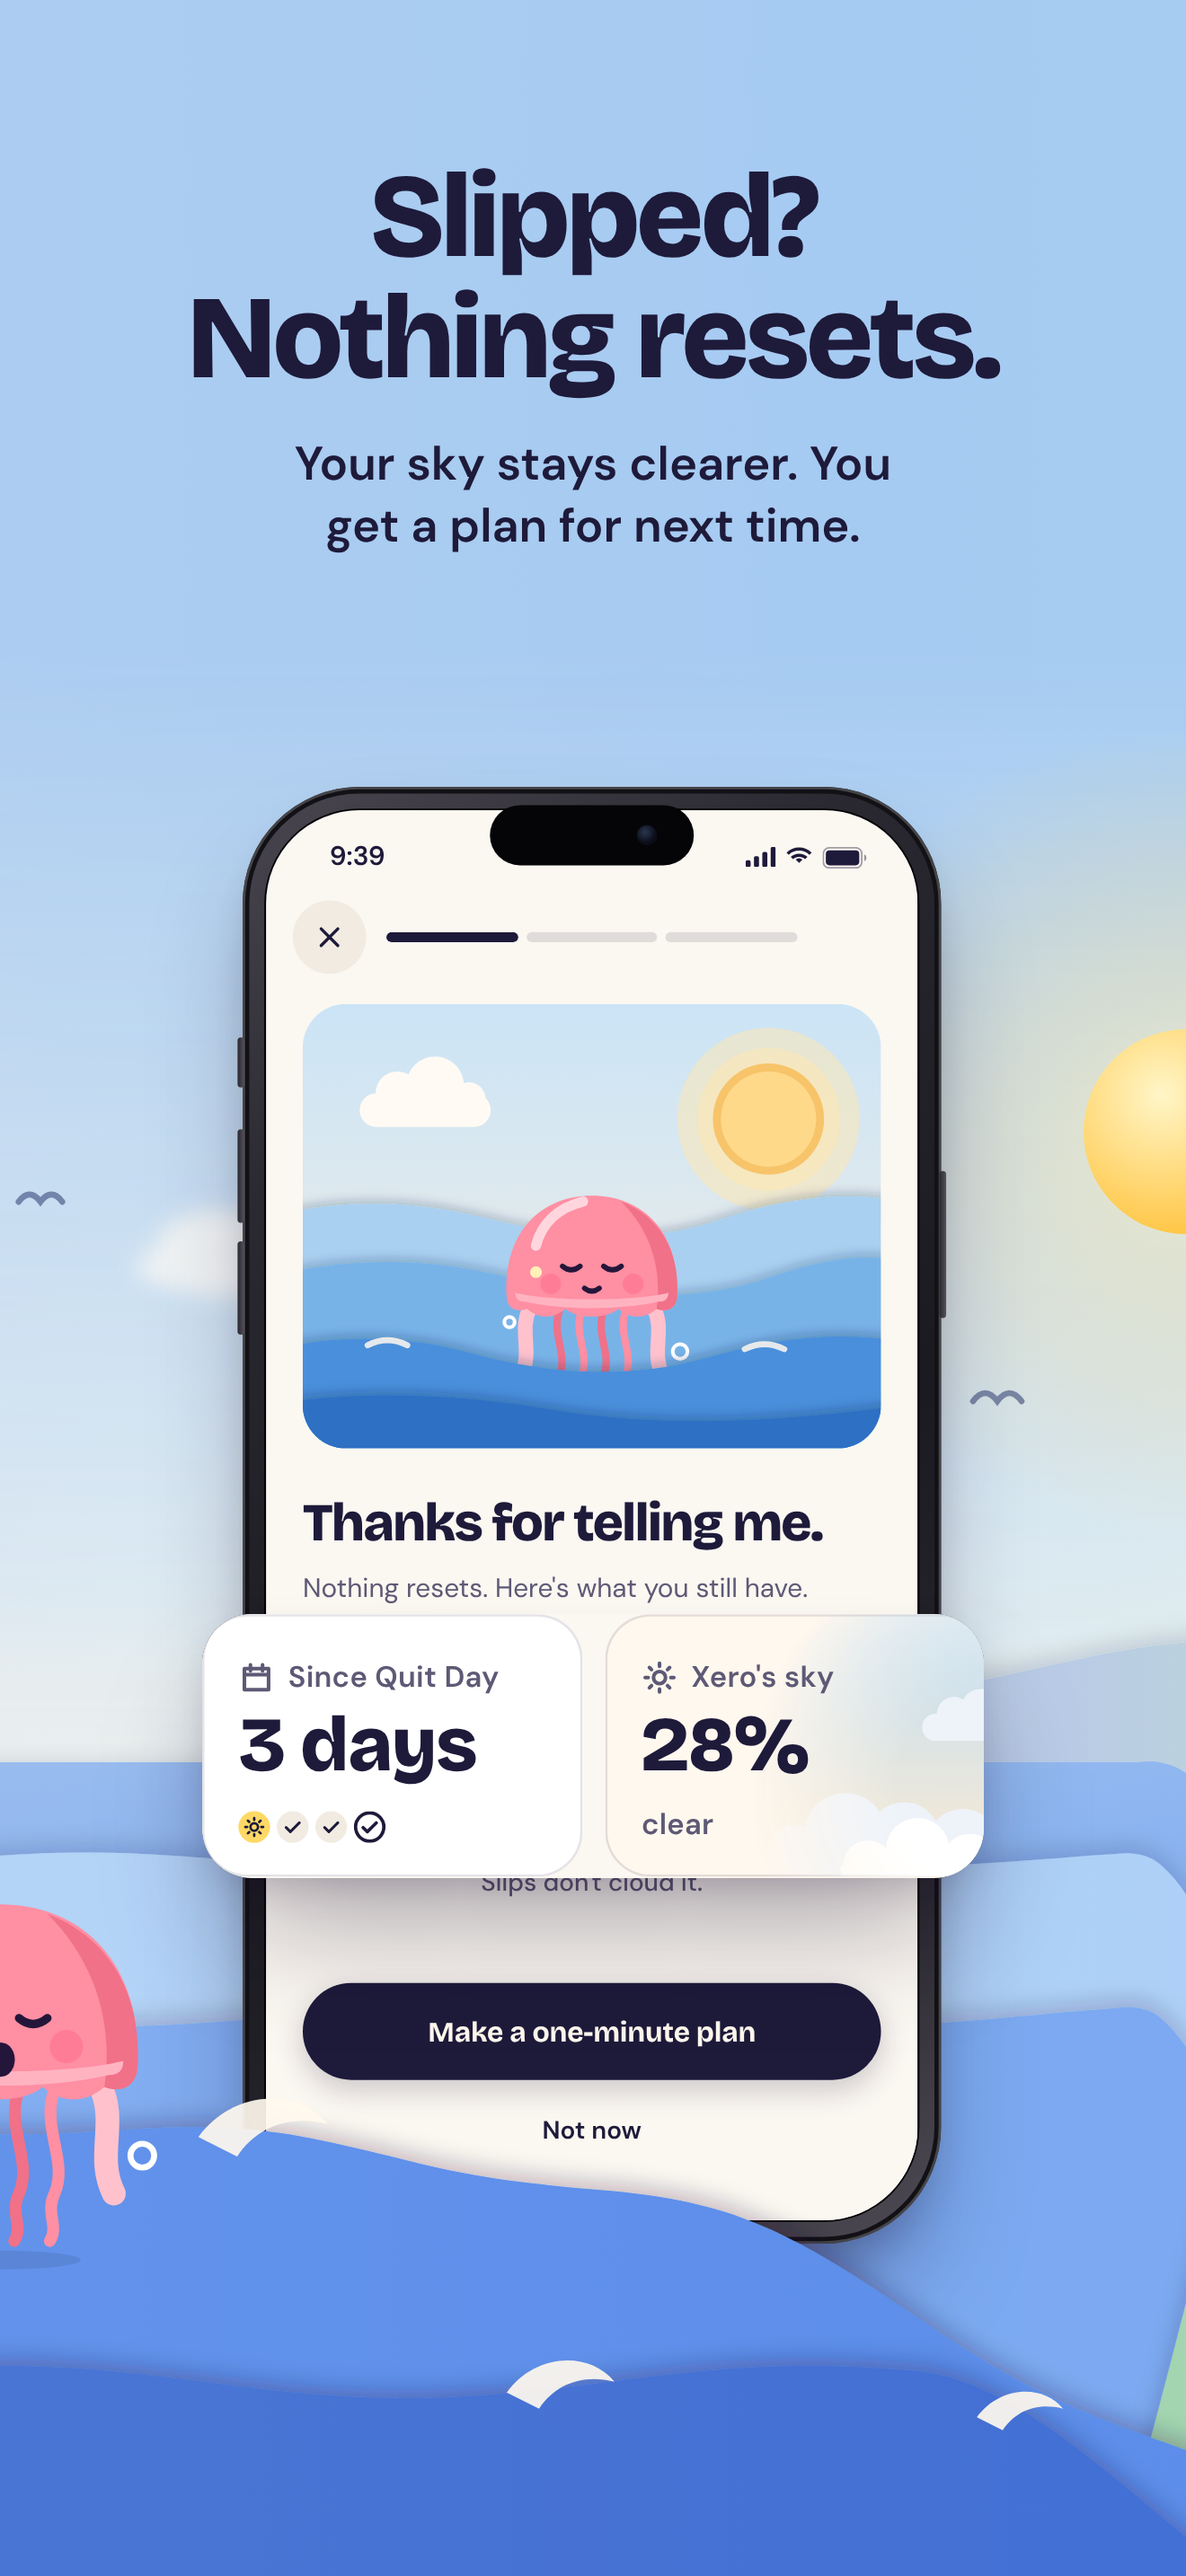 Slipped?
Nothing resets.
Your sky stays clearer. You
get a plan for next time.
9:39
Thanks for telling me.
Nothing resets. Here's what you still have.
Since Quit Day
3 days
Xero's sky
28%
clear
Slips don't cloud it.
Make a one-minute plan
Not now